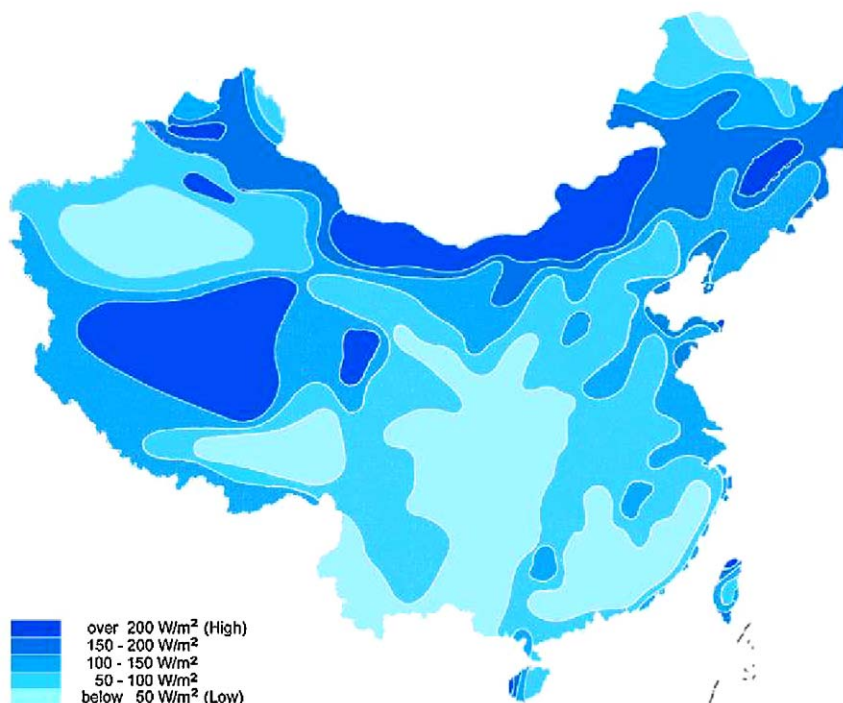 over 200 W/m² (High)
150 - 200 W/m²
100 - 150 W/m²
50 - 100 W/m²
below 50 W/m² (Low)